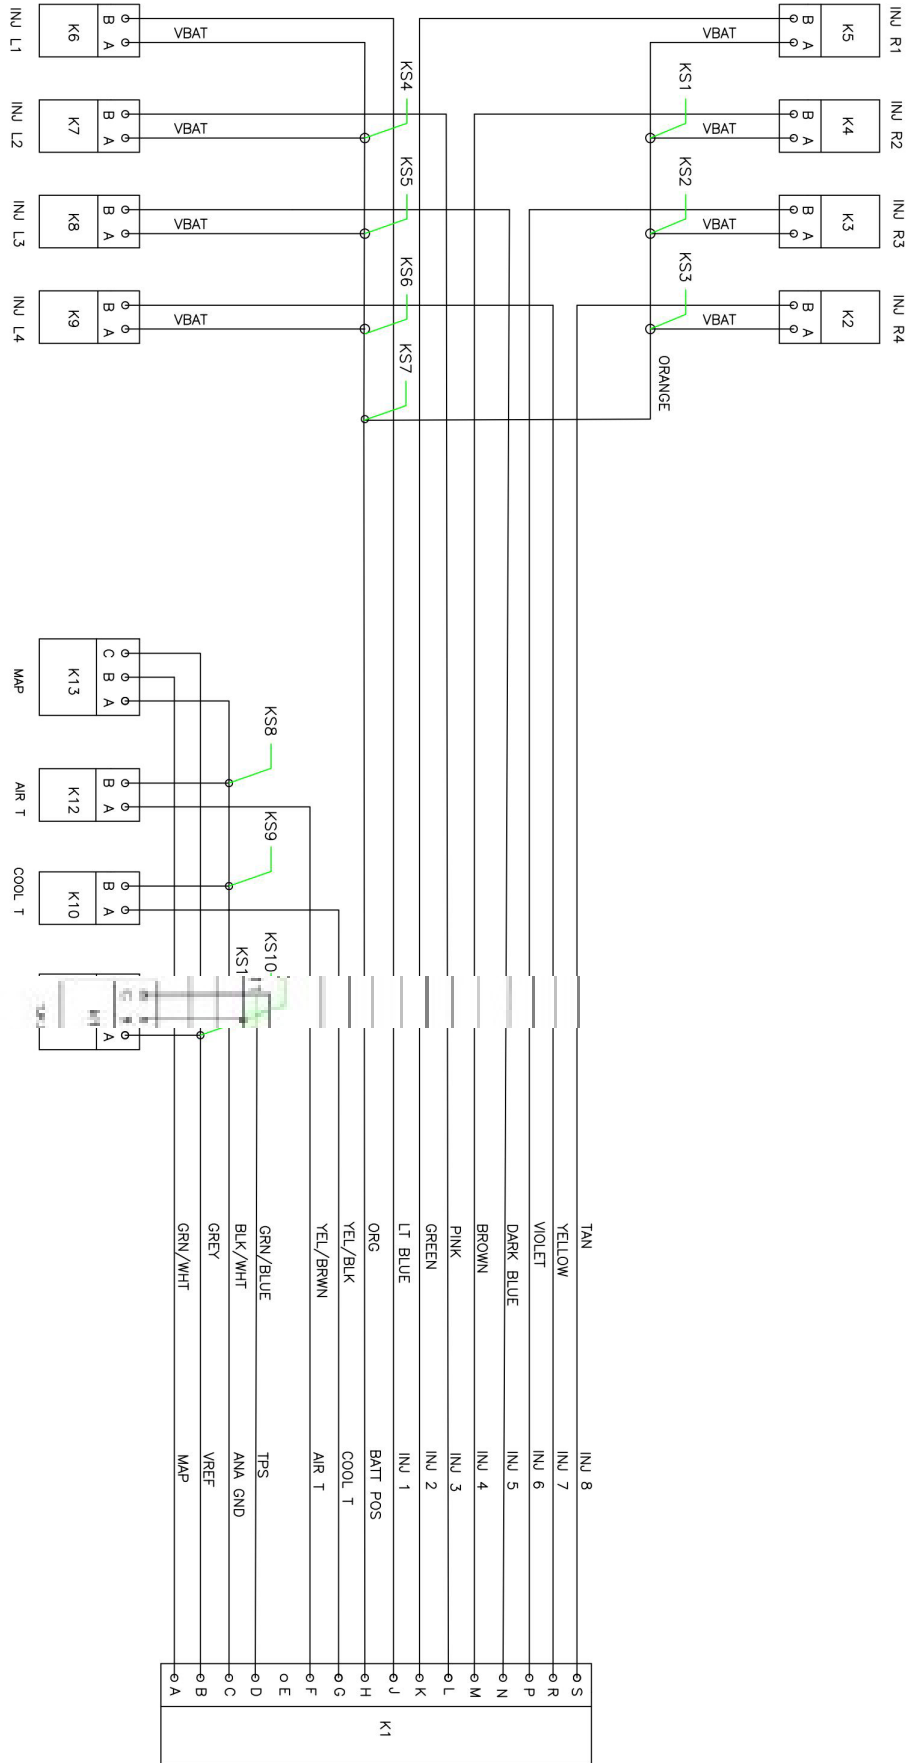 INJ L1
K6
B
A
VBAT
INJ R1
K5
B
A
VBAT
INJ L2
K7
B
A
VBAT
KS4
INJ R2
K4
B
A
VBAT
KS1
INJ L3
K8
B
A
VBAT
KS5
INJ R3
K3
B
A
VBAT
KS2
INJ L4
K9
B
A
VBAT
KS6
INJ R4
K2
B
A
VBAT
KS3
KS7
ORANGE
MAP
K13
C
B
A
KS8
AIR T
K12
B
A
KS9
COOL T
K10
B
A
KS10
A
TAN
YELLOW
VIOLET
DARK BLUE
BROWN
PINK
GREEN
LT BLUE
ORG
YEL/BLK
YEL/BRWN
GRN/BLUE
BLK/WHT
GREY
GRN/WHT
INJ 8
INJ 7
INJ 6
INJ 5
INJ 4
INJ 3
INJ 2
INJ 1
BATT POS
COOL T
AIR T
TPS
ANA GND
VREF
MAP
S
R
P
N
M
L
K
J
H
G
F
E
D
C
B
A
K1